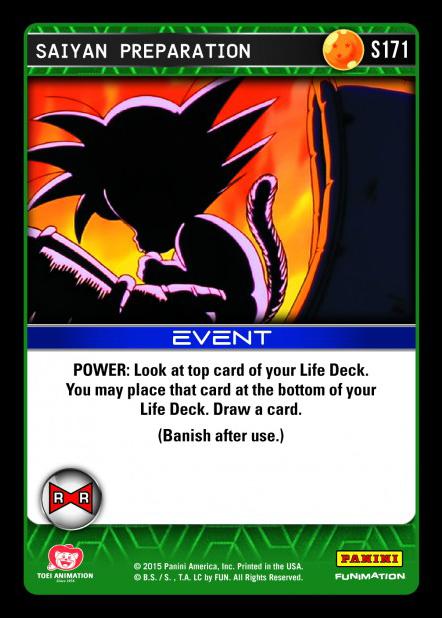 SAIYAN PREPARATION
S171
EVENT
POWER: Look at top card of your Life Deck.
You may place that card at the bottom of your
Life Deck. Draw a card.
(Banish after use.)
R R
TOEI ANIMATION
Since 1956
© 2015 Panini America, Inc. Printed in the USA.
© B.S. / S. , T.A. LC by FUN. All Rights Reserved.
PANINI
FUNIMATION